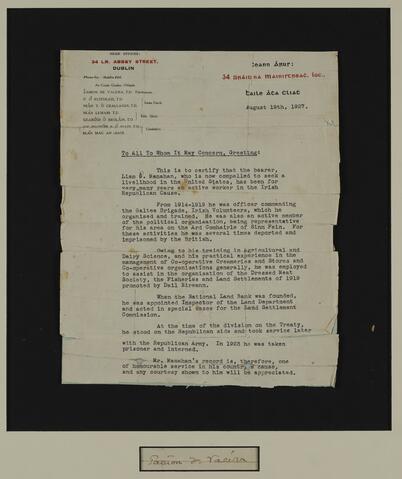 HEAD OFFICE:
34 LR. ABBEY STREET,
DUBLIN
ceann áruc:
34 sráid na mainistreac, íoc.,
baile áta cliat
August 19th, 1927.
To All To Whom It May Concern, Greeting:
This is to certify that the bearer,
Liam Manahan, who is now compelled to seek a
livelihood in the United States, has been for
very many years an active worker in the Irish
Republican Cause.
From 1914-1919 he was officer commanding
the Galtee Brigade, Irish Volunteers, which he
organised and trained. He was also an active member
of the political organisation, being representative
for his area on the Ard Comhairle of Sinn Fein. For
these activities he was several times deported and
imprisoned by the British.
Owing to his training in Agricultural and
Dairy Science, and his practical experience in the
management of Co-operative Creameries and Stores and
Co-operative organisations generally, he was employed
to assist in the organisation of the Dressed Meat
Society, the Fisheries and Land Settlements of 1919
promoted by Dail Eireann.
When the National Land Bank was founded,
he was appointed Inspector of the Land Department
and acted in special cases for the Land Settlement
Commission.
At the time of the division on the Treaty,
he stood on the Republican side and took service later
with the Republican Army. In 1923 he was taken
prisoner and interned.
Mr. Manahan's record is, therefore, one
of honourable service in his country's cause,
and any courtesy shown to him will be appreciated.